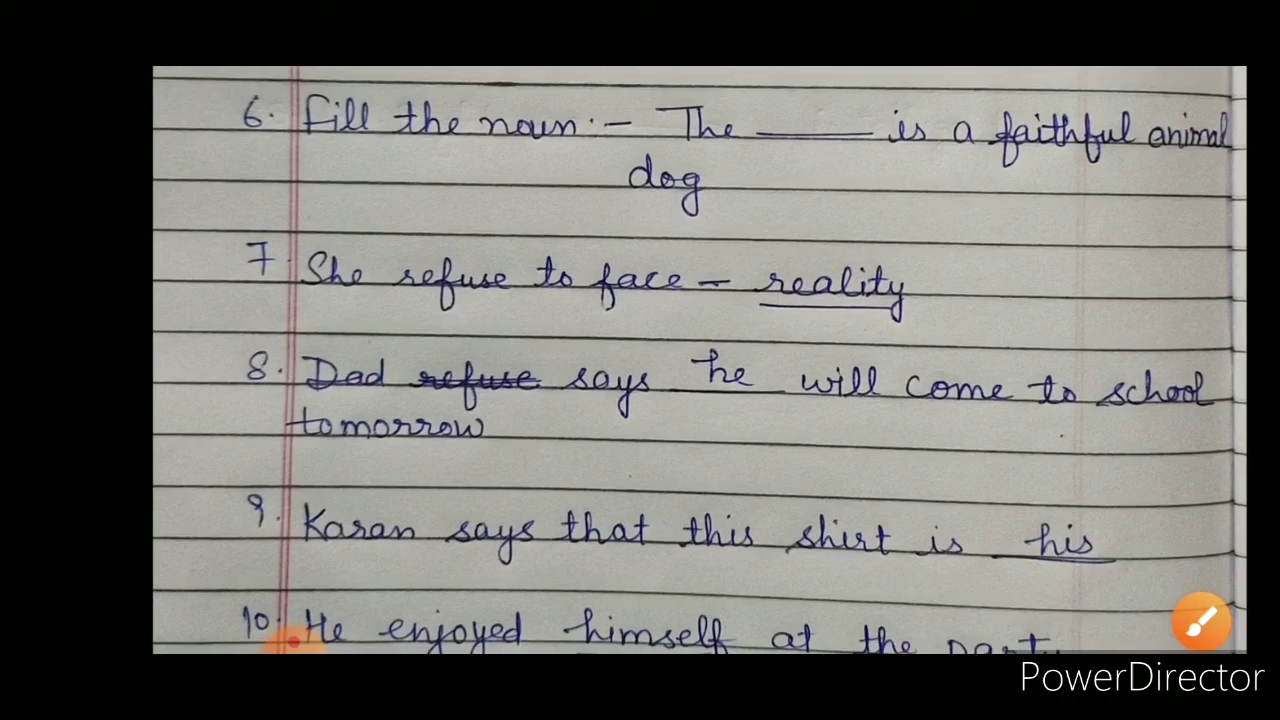 6. Fill the noun:- The ______ is a faithful animal
dog
7. She refuse to face - reality
8. Dad refuse says he will come to school
tomorrow
9. Karan says that this shirt is his
10. He enjoyed himself at the party
PowerDirector